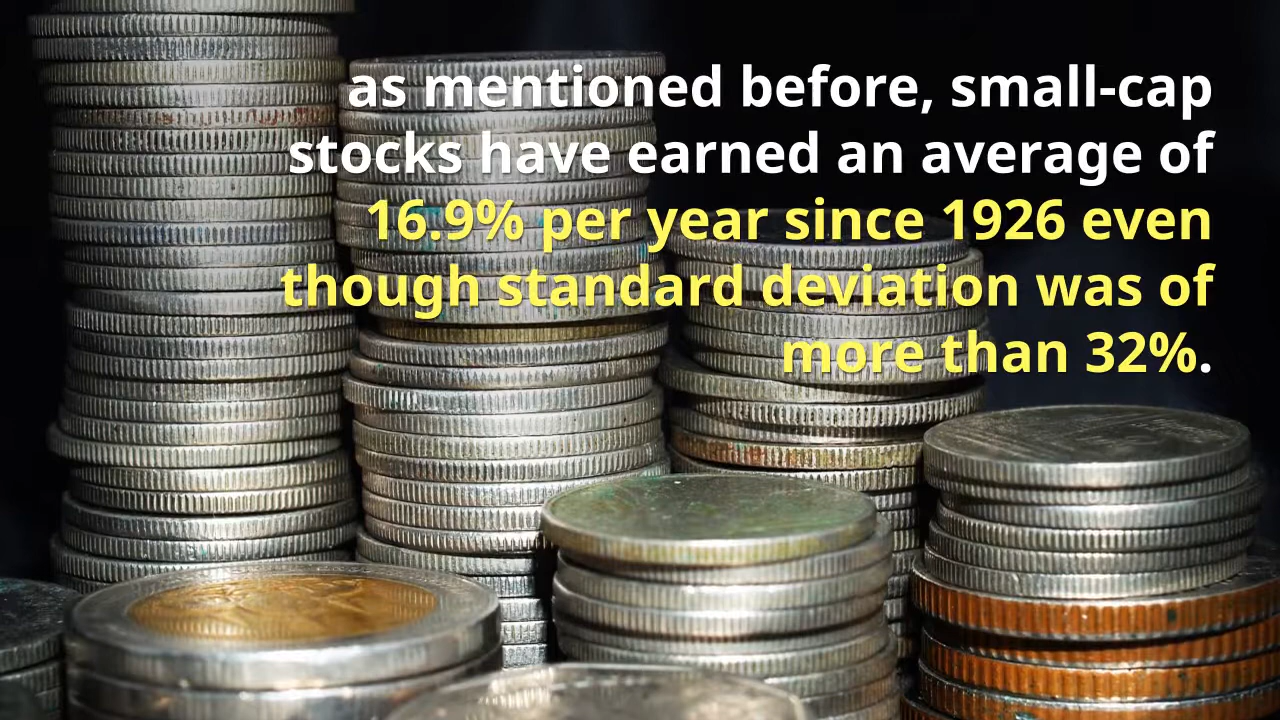 as mentioned before, small-cap
stocks have earned an average of
16.9% per year since 1926 even
though standard deviation was of
more than 32%.